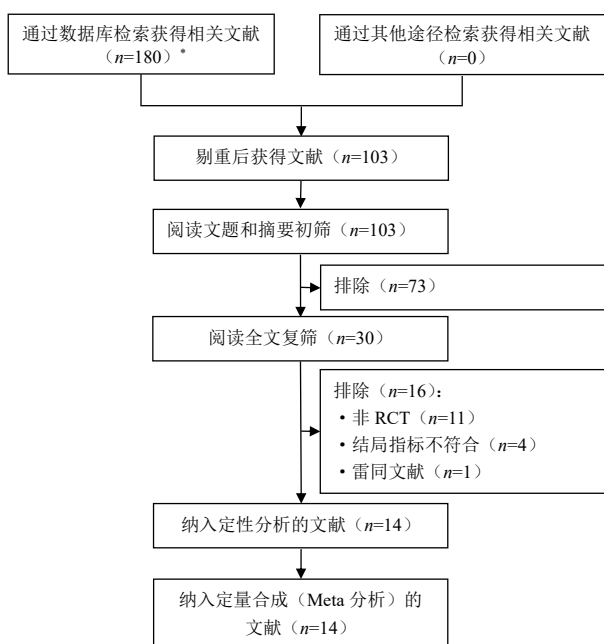 通过数据库检索获得相关文献
（n=180）*
通过其他途径检索获得相关文献
（n=0）
剔重后获得文献（n=103）
阅读文题和摘要初筛（n=103）
排除（n=73）
阅读全文复筛（n=30）
排除（n=16）：
・非 RCT（n=11）
・结局指标不符合（n=4）
・雷同文献（n=1）
纳入定性分析的文献（n=14）
纳入定量合成（Meta 分析）的
文献（n=14）